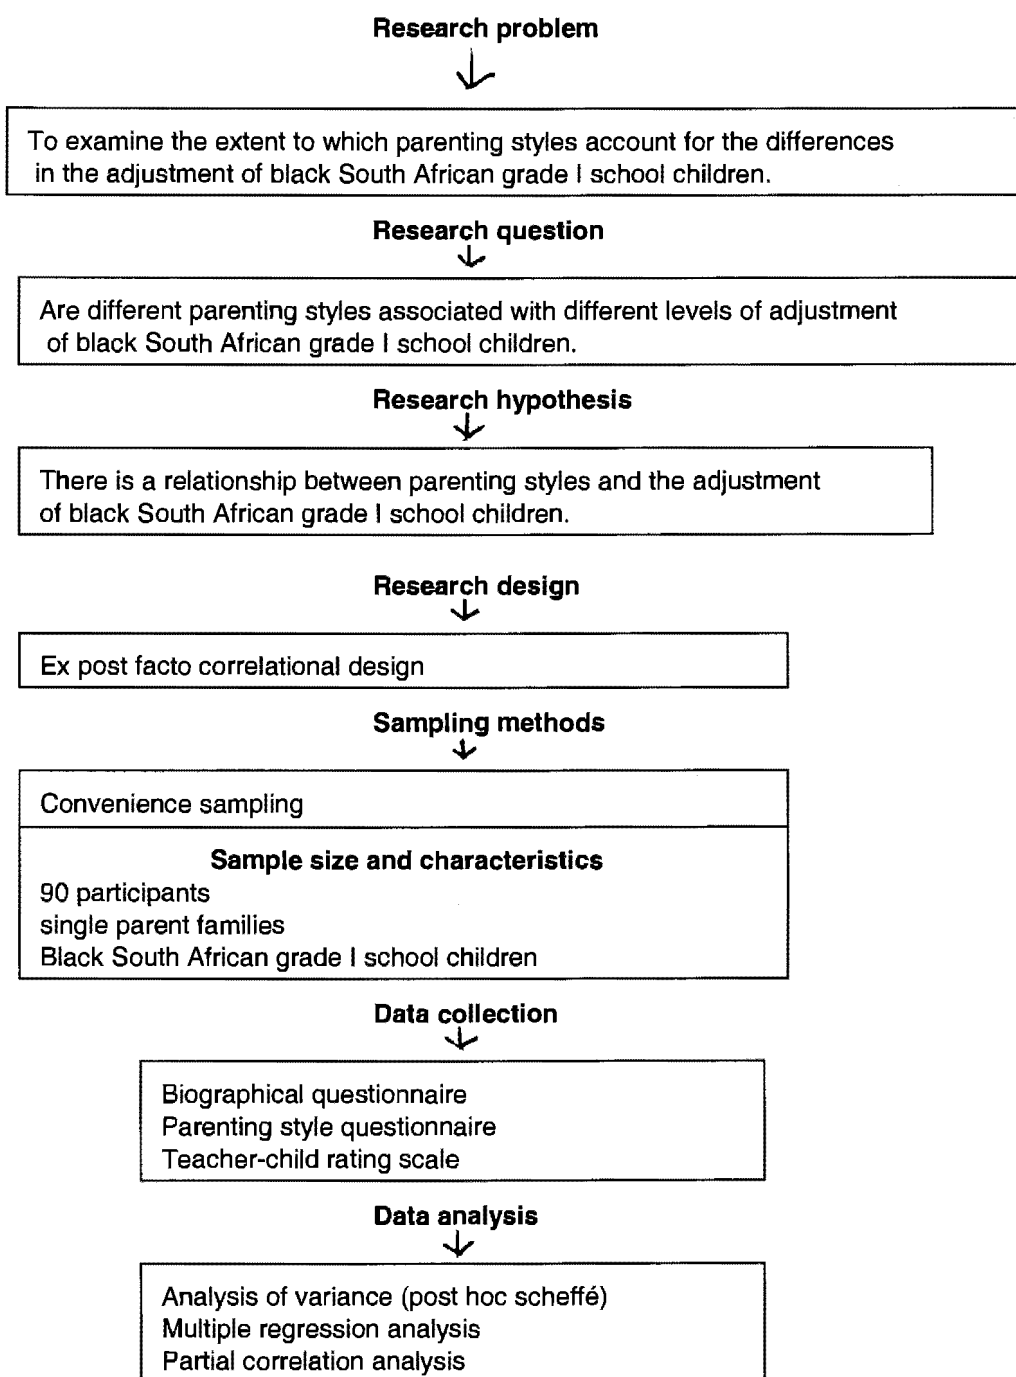 Research problem
To examine the extent to which parenting styles account for the differences
in the adjustment of black South African grade I school children.
Research question
Are different parenting styles associated with different levels of adjustment
of black South African grade I school children.
Research hypothesis
There is a relationship between parenting styles and the adjustment
of black South African grade I school children.
Research design
Ex post facto correlational design
Sampling methods
Convenience sampling
Sample size and characteristics
90 participants
single parent families
Black South African grade I school children
Data collection
Biographical questionnaire
Parenting style questionnaire
Teacher-child rating scale
Data analysis
Analysis of variance (post hoc scheffé)
Multiple regression analysis
Partial correlation analysis